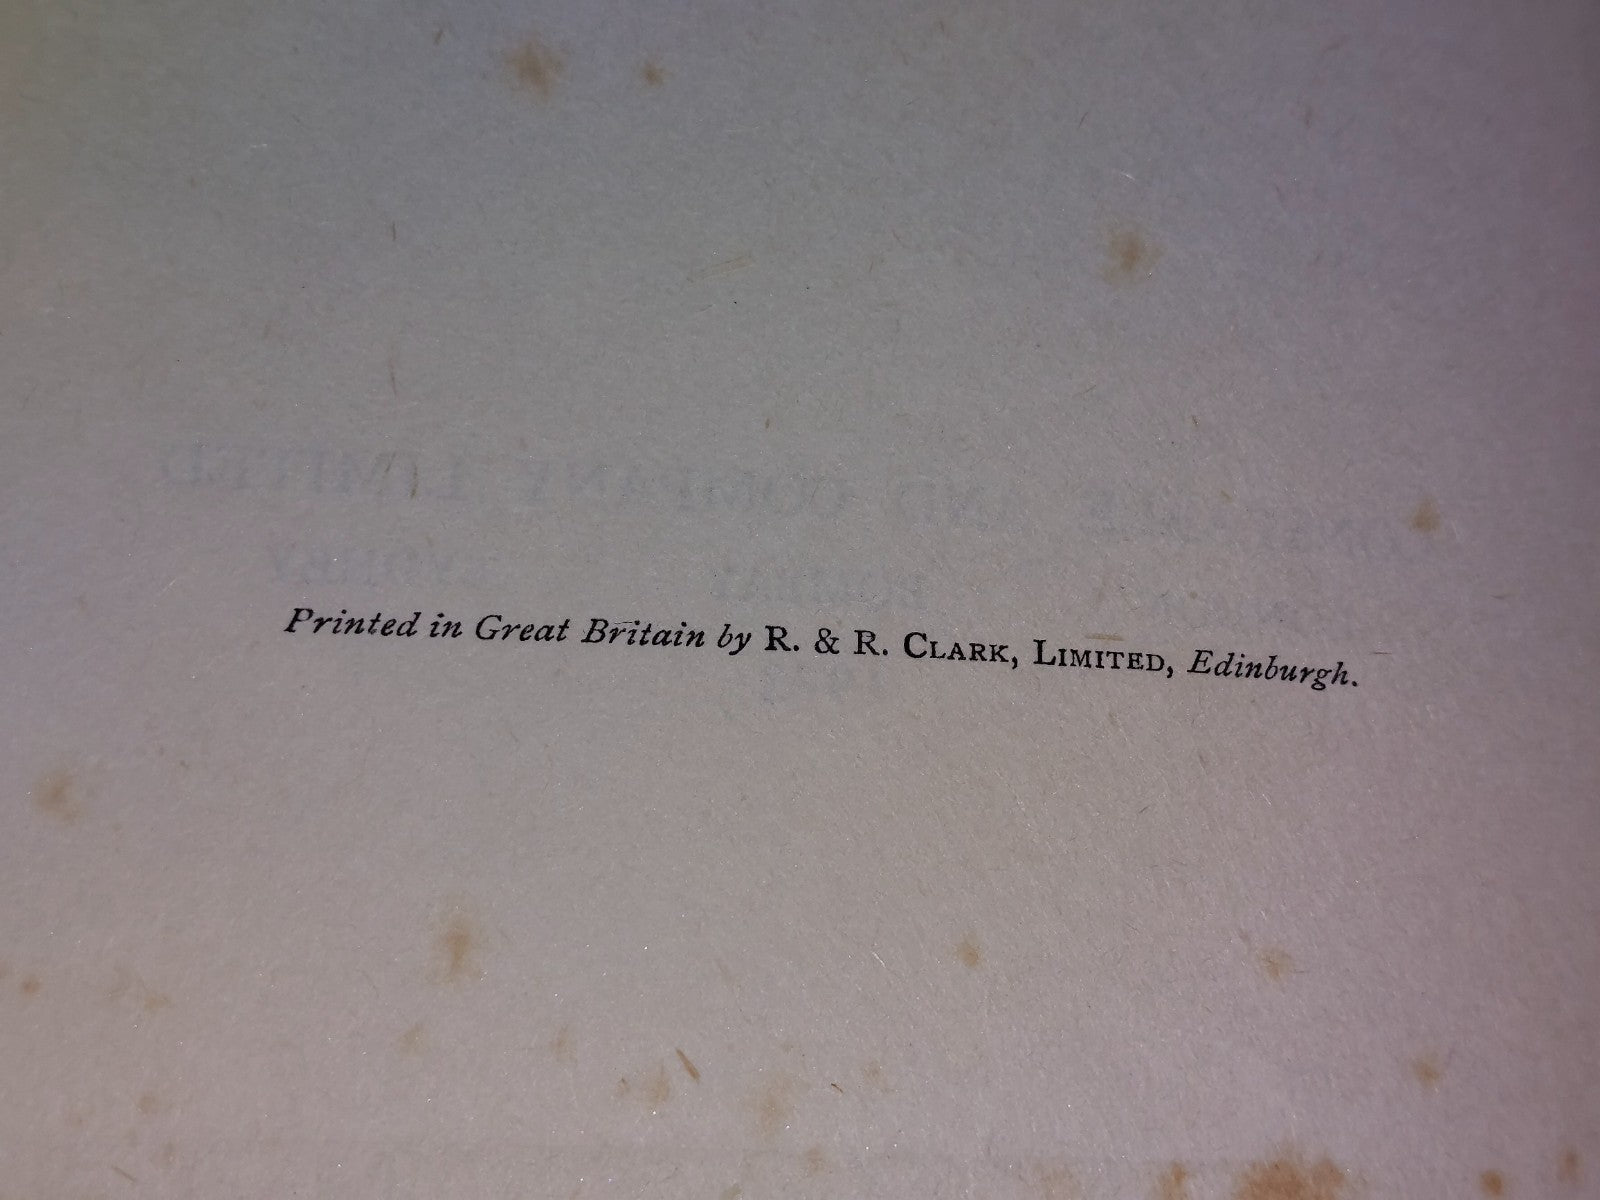 Printed in Great Britain by R. & R. CLARK, LIMITED, Edinburgh.